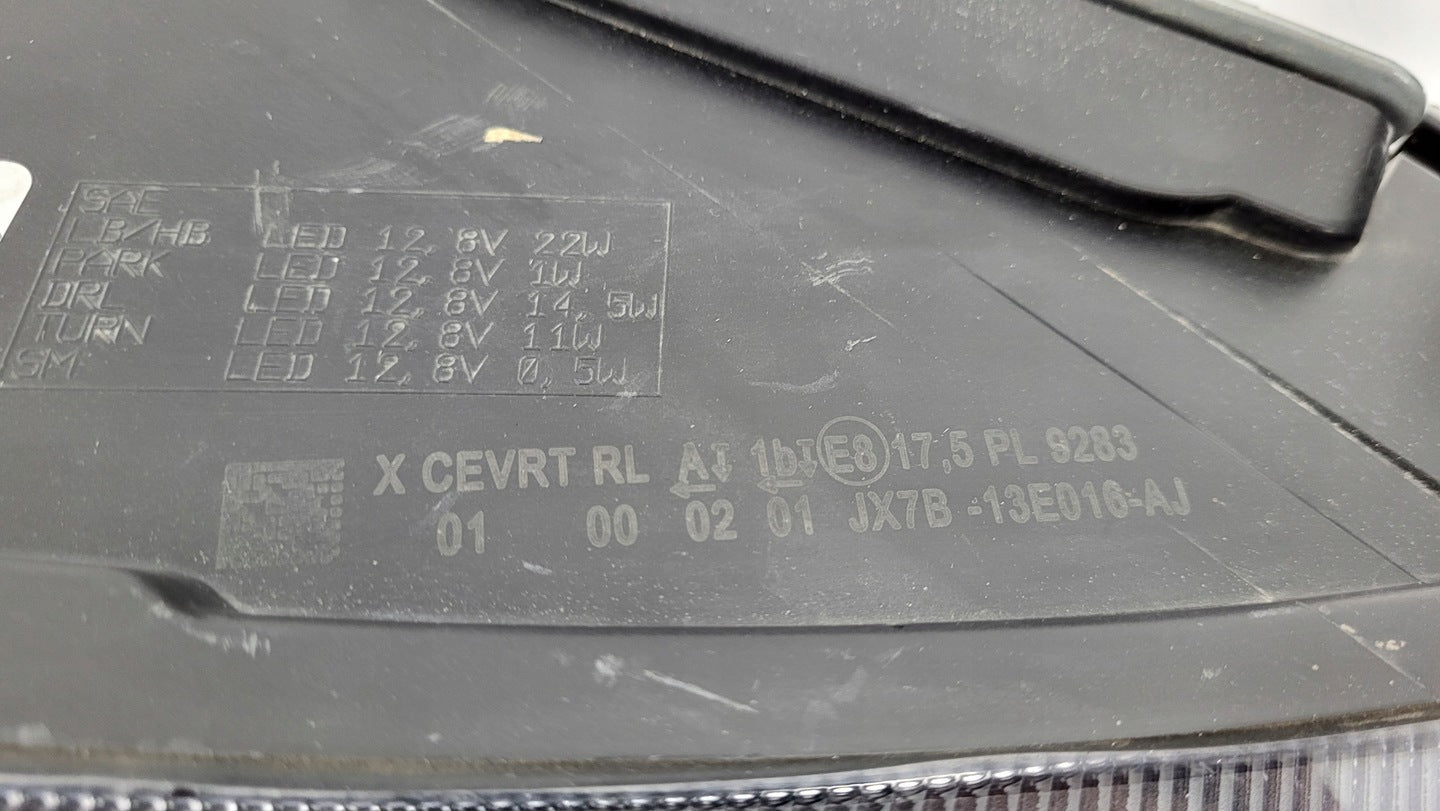 SAE
LB/HB LED 12,8V 22W
PARK LED 12,8V 1W
DRL LED 12,8V 14,5W
TURN LED 12,8V 11W
SM LED 12,8V 0,5W
X CEVRT RL A 1b E8 17,5 PL 9283
01 00 02 01 JX7B -13E016-AJ